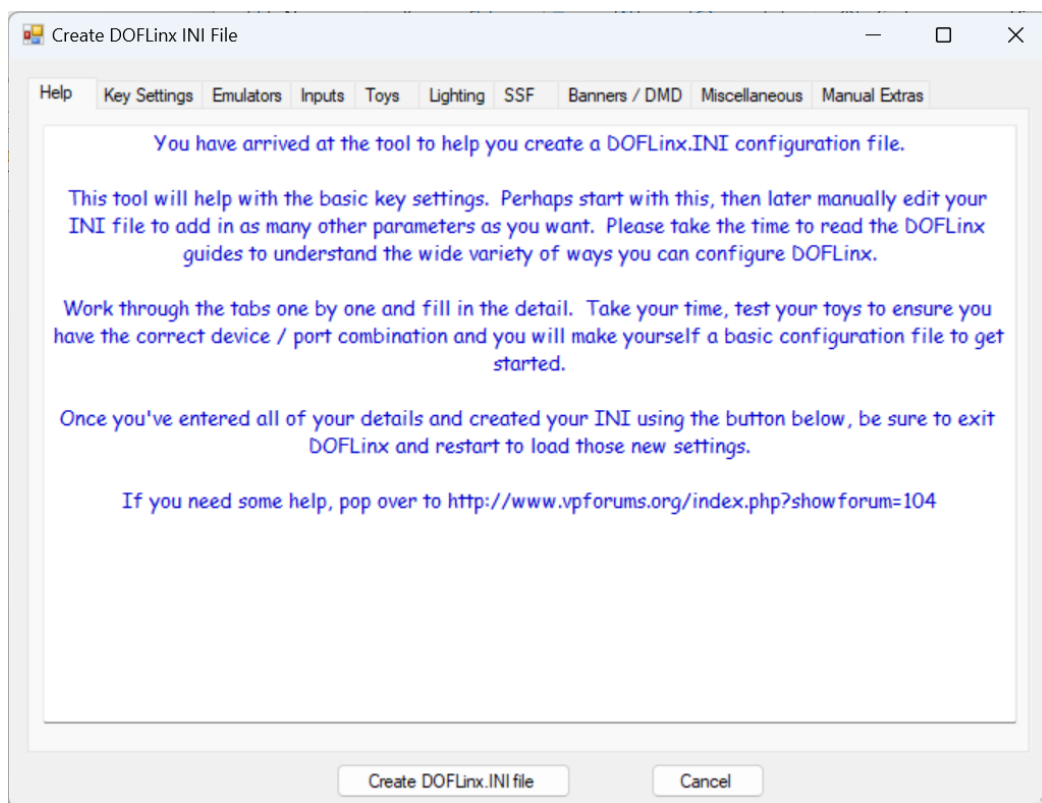 Create DOFLinx INI File
Help Key Settings Emulators Inputs Toys Lighting SSF Banners / DMD Miscellaneous Manual Extras
You have arrived at the tool to help you create a DOFLinx.INI configuration file.
This tool will help with the basic key settings. Perhaps start with this, then later manually edit your
INI file to add in as many other parameters as you want. Please take the time to read the DOFLinx
guides to understand the wide variety of ways you can configure DOFLinx.
Work through the tabs one by one and fill in the detail. Take your time, test your toys to ensure you
have the correct device / port combination and you will make yourself a basic configuration file to get
started.
Once you've entered all of your details and created your INI using the button below, be sure to exit
DOFLinx and restart to load those new settings.
If you need some help, pop over to http://www.vpforums.org/index.php?showforum=104
Create DOFLinx.INI file Cancel